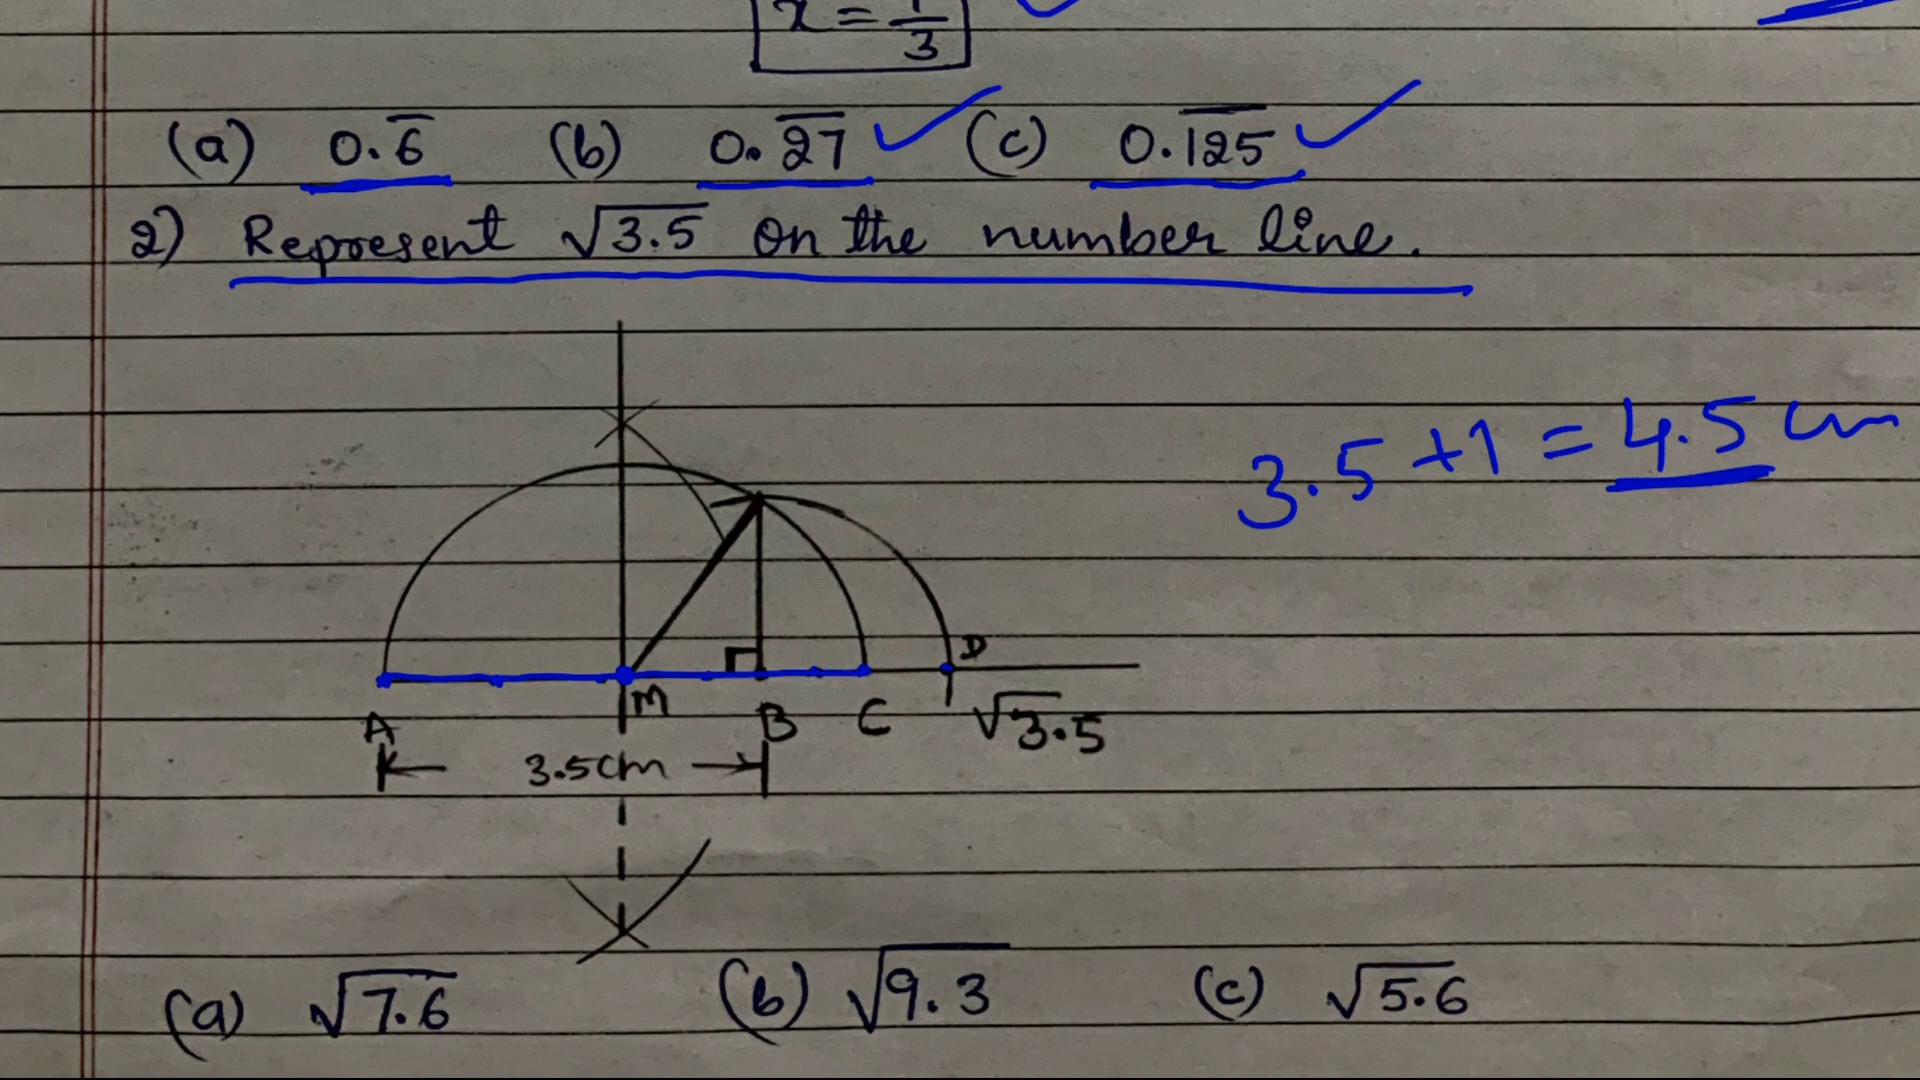 x = 1/3
(a) 0.6̅ (b) 0.2̅7̅ (c) 0.1̅2̅5̅
2) Represent √3.5 on the number line.
3.5 + 1 = 4.5 cm
D
A M B C √3.5
3.5cm
(a) √7.6 (b) √9.3 (c) √5.6